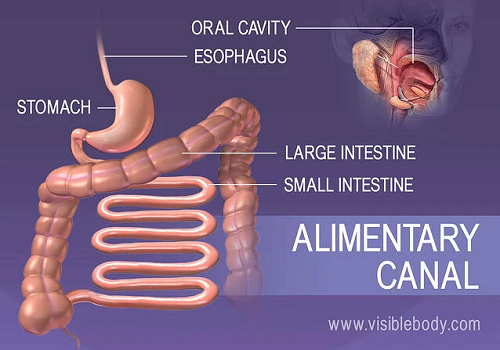 ORAL CAVITY
ESOPHAGUS
STOMACH
LARGE INTESTINE
SMALL INTESTINE
ALIMENTARY
CANAL
www.visiblebody.com